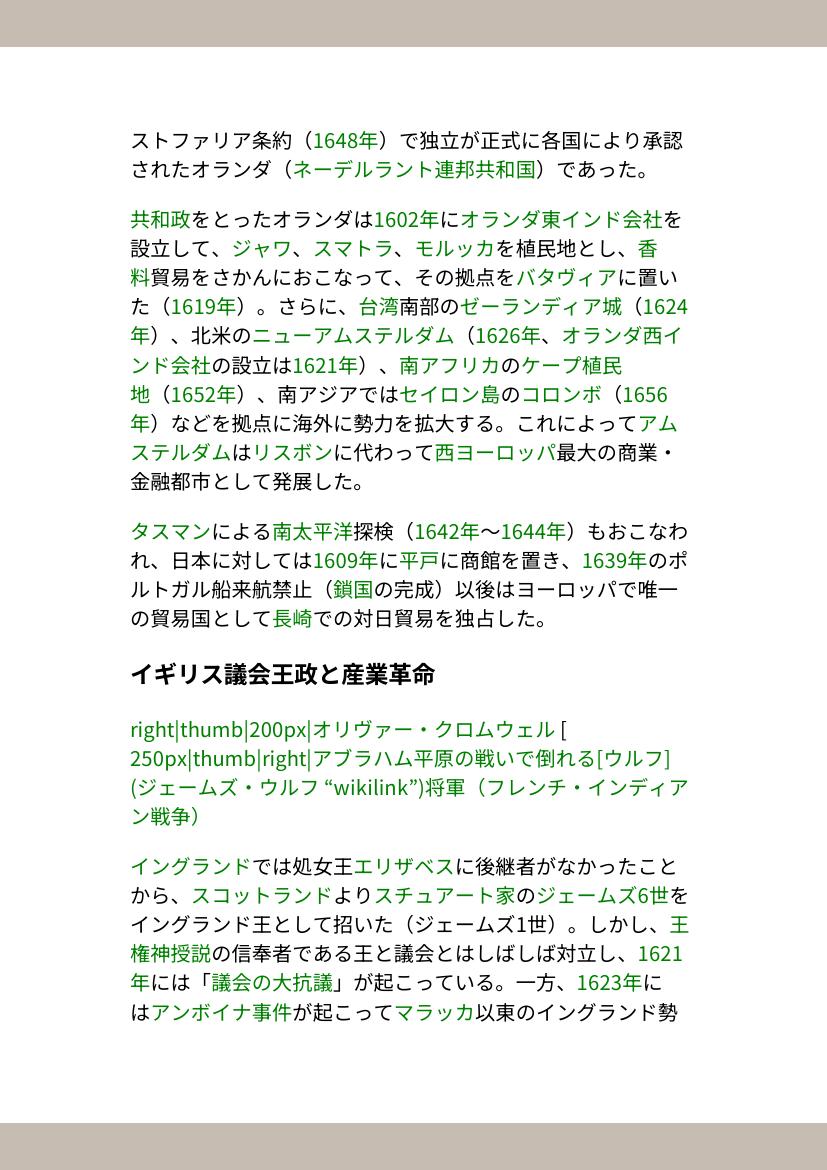 ストファリア条約（1648年）で独立が正式に各国により承認
されたオランダ（ネーデルラント連邦共和国）であった。
共和政をとったオランダは1602年にオランダ東インド会社を
設立して、ジャワ、スマトラ、モルッカを植民地とし、香
料貿易をさかんにおこなって、その拠点をバタヴィアに置い
た（1619年）。さらに、台湾南部のゼーランディア城（1624
年）、北米のニューアムステルダム（1626年、オランダ西イ
ンド会社の設立は1621年）、南アフリカのケープ植民
地（1652年）、南アジアではセイロン島のコロンボ（1656
年）などを拠点に海外に勢力を拡大する。これによってアム
ステルダムはリスボンに代わって西ヨーロッパ最大の商業・
金融都市として発展した。
タスマンによる南太平洋探検（1642年〜1644年）もおこなわ
れ、日本に対しては1609年に平戸に商館を置き、1639年のポ
ルトガル船来航禁止（鎖国の完成）以後はヨーロッパで唯一
の貿易国として長崎での対日貿易を独占した。
イギリス議会王政と産業革命
right|thumb|200px|オリヴァー・クロムウェル [
250px|thumb|right|アブラハム平原の戦いで倒れる[ウルフ]
(ジェームズ・ウルフ “wikilink”)将軍（フレンチ・インディア
ン戦争）
イングランドでは処女王エリザベスに後継者がなかったこと
から、スコットランドよりスチュアート家のジェームズ6世を
イングランド王として招いた（ジェームズ1世）。しかし、王
権神授説の信奉者である王と議会とはしばしば対立し、1621
年には「議会の大抗議」が起こっている。一方、1623年に
はアンボイナ事件が起こってマラッカ以東のイングランド勢